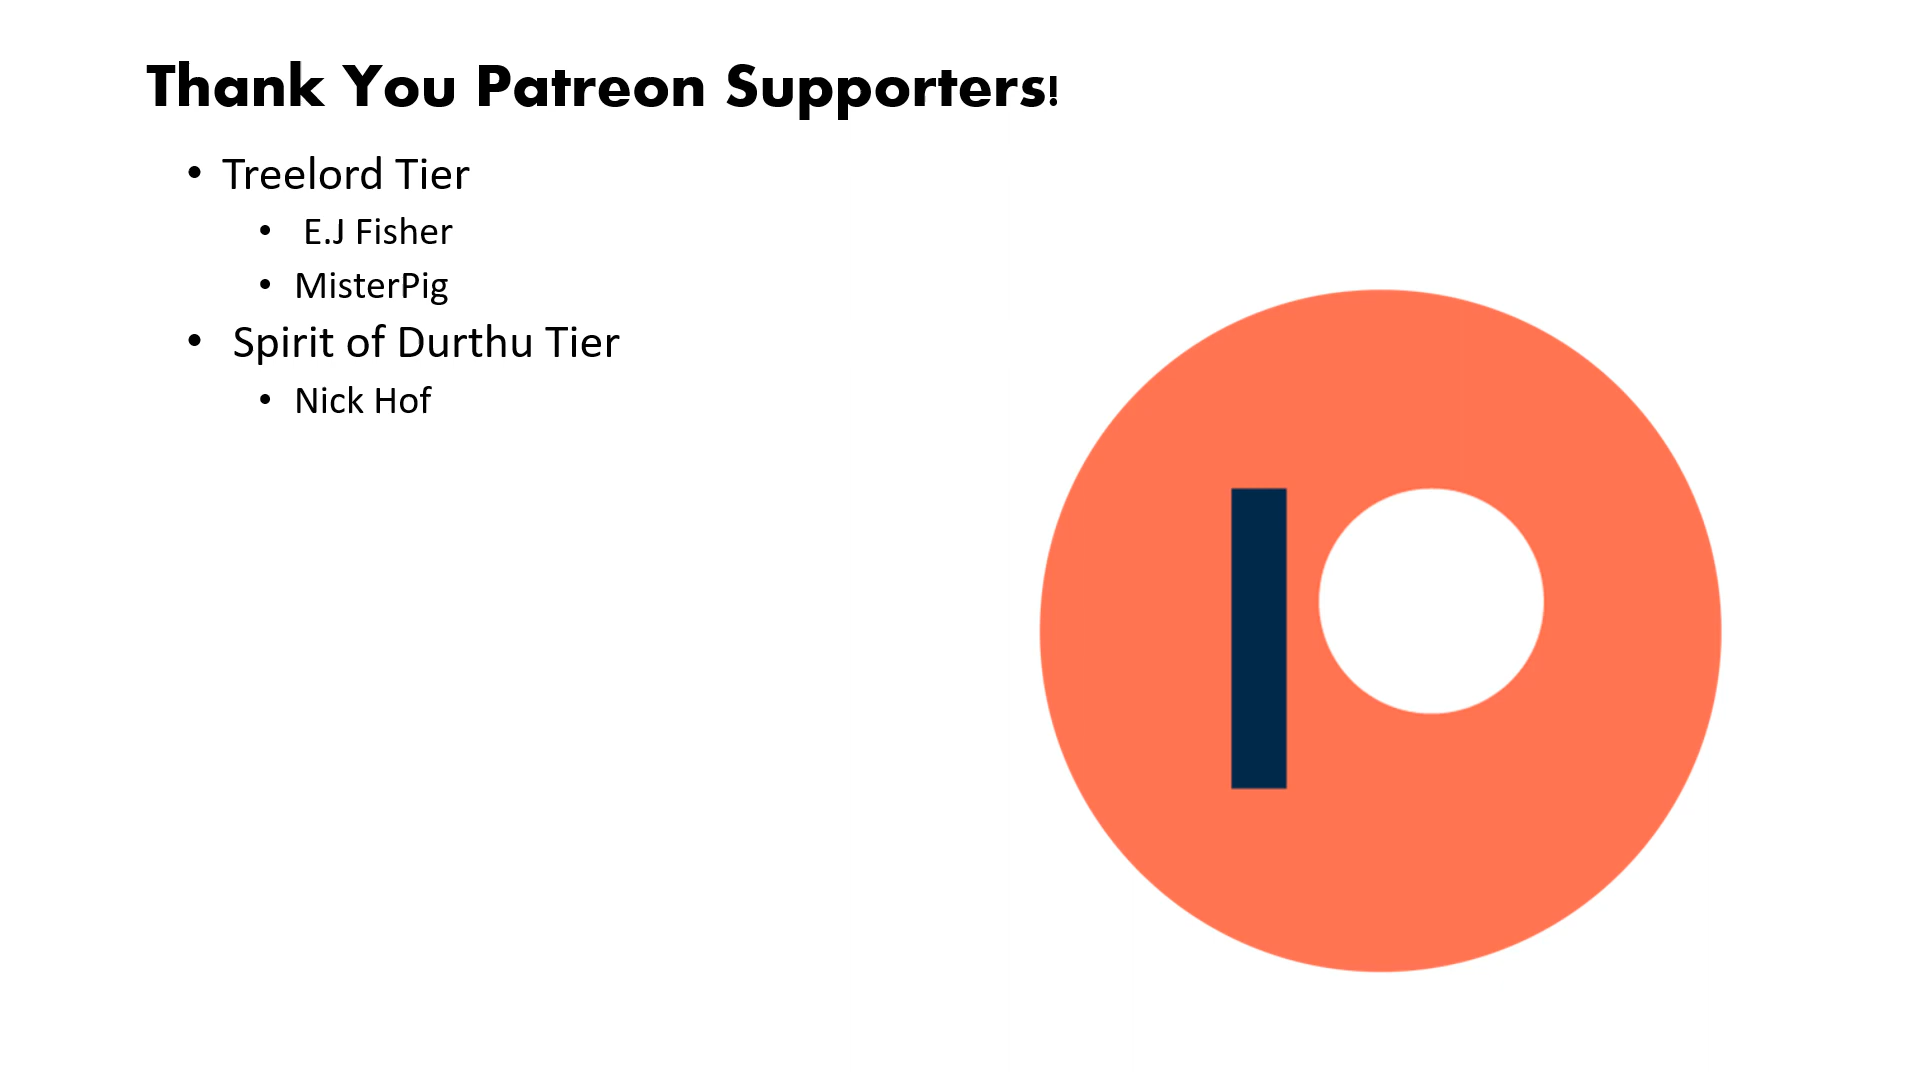 Thank You Patreon Supporters!
• Treelord Tier
• E.J Fisher
• MisterPig
• Spirit of Durthu Tier
• Nick Hof